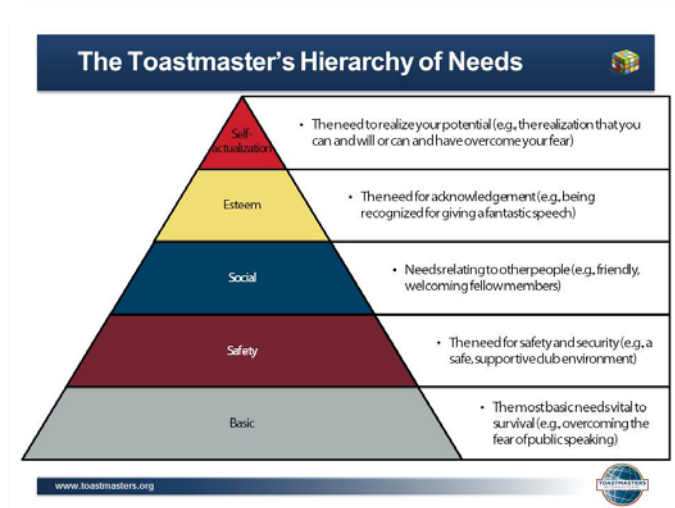 The Toastmaster's Hierarchy of Needs
Self-
actualization
• The need to realize your potential (e.g., the realization that you
can and will or can and have overcome your fear)
Esteem
• The need for acknowledgement (e.g., being
recognized for giving a fantastic speech)
Social
• Needs relating to other people (e.g., friendly,
welcoming fellow members)
Safety
• The need for safety and security (e.g., a
safe, supportive club environment)
Basic
• The most basic needs vital to
survival (e.g., overcoming the
fear of public speaking)
www.toastmasters.org
TOASTMASTERS
INTERNATIONAL